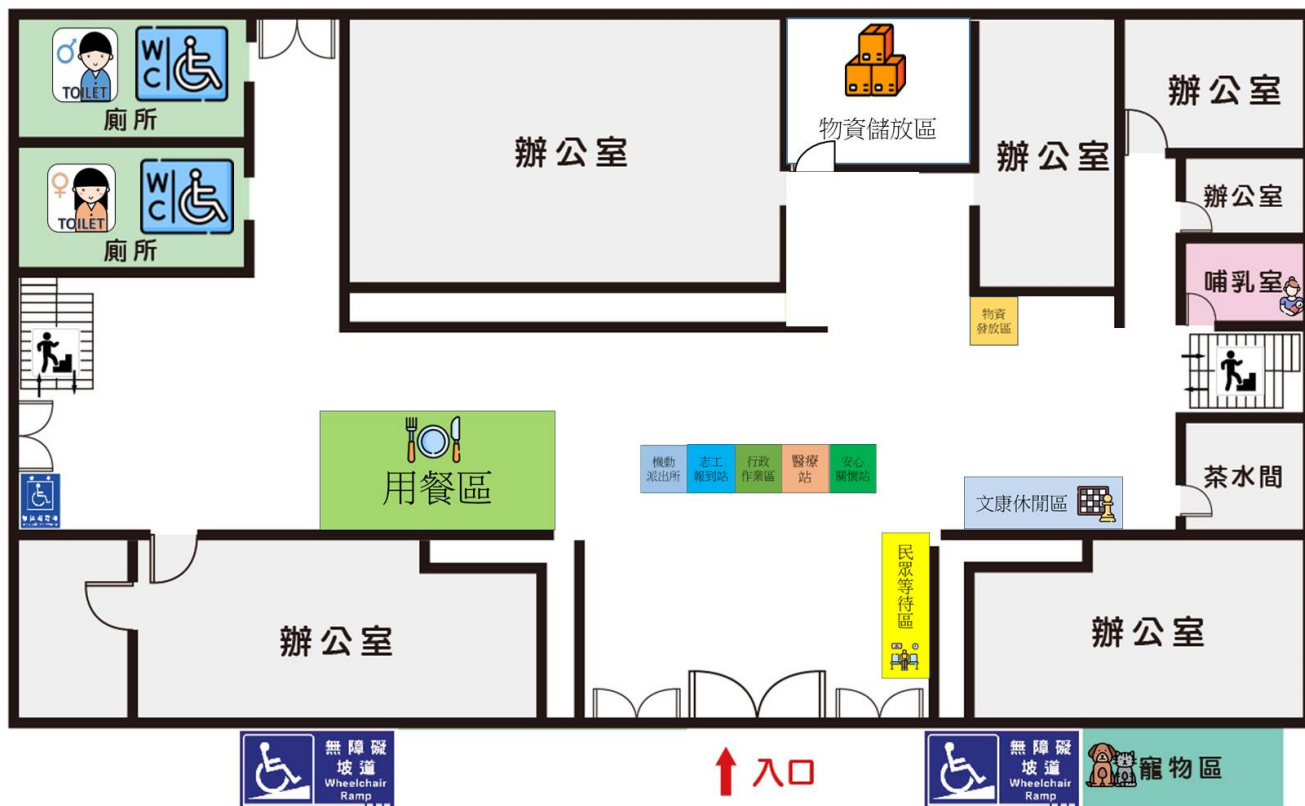 WC
TOILET
廁所
WC
TOILET
廁所
辦公室
物資儲放區
辦公室
辦公室
辦公室
哺乳室
物資
發放區
用餐區
機動
派出所
志工
報到站
行政
作業區
醫療
站
安心
關懷站
文康休閒區
茶水間
民眾等待區
辦公室
辦公室
無障礙
坡道
Wheelchair
Ramp
入口
無障礙
坡道
Wheelchair
Ramp
寵物區